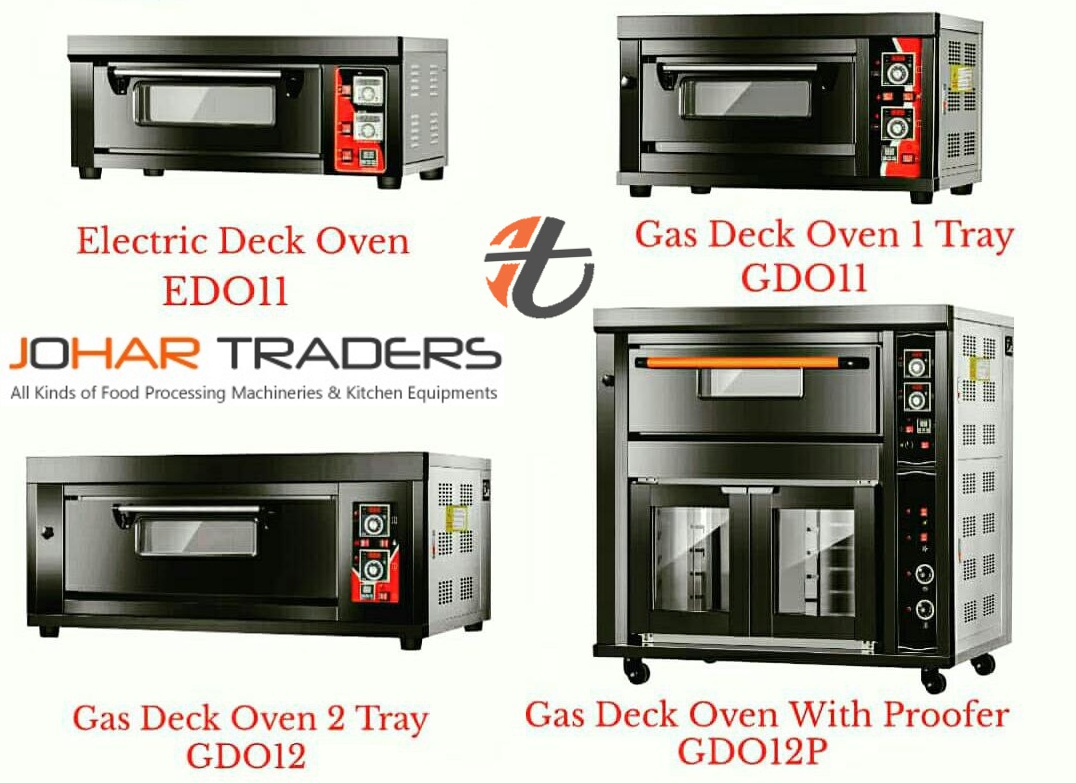 Electric Deck Oven
EDO11
Gas Deck Oven 1 Tray
GDO11
JOHAR TRADERS
All Kinds of Food Processing Machineries & Kitchen Equipments
Gas Deck Oven 2 Tray
GDO12
Gas Deck Oven With Proofer
GDO12P